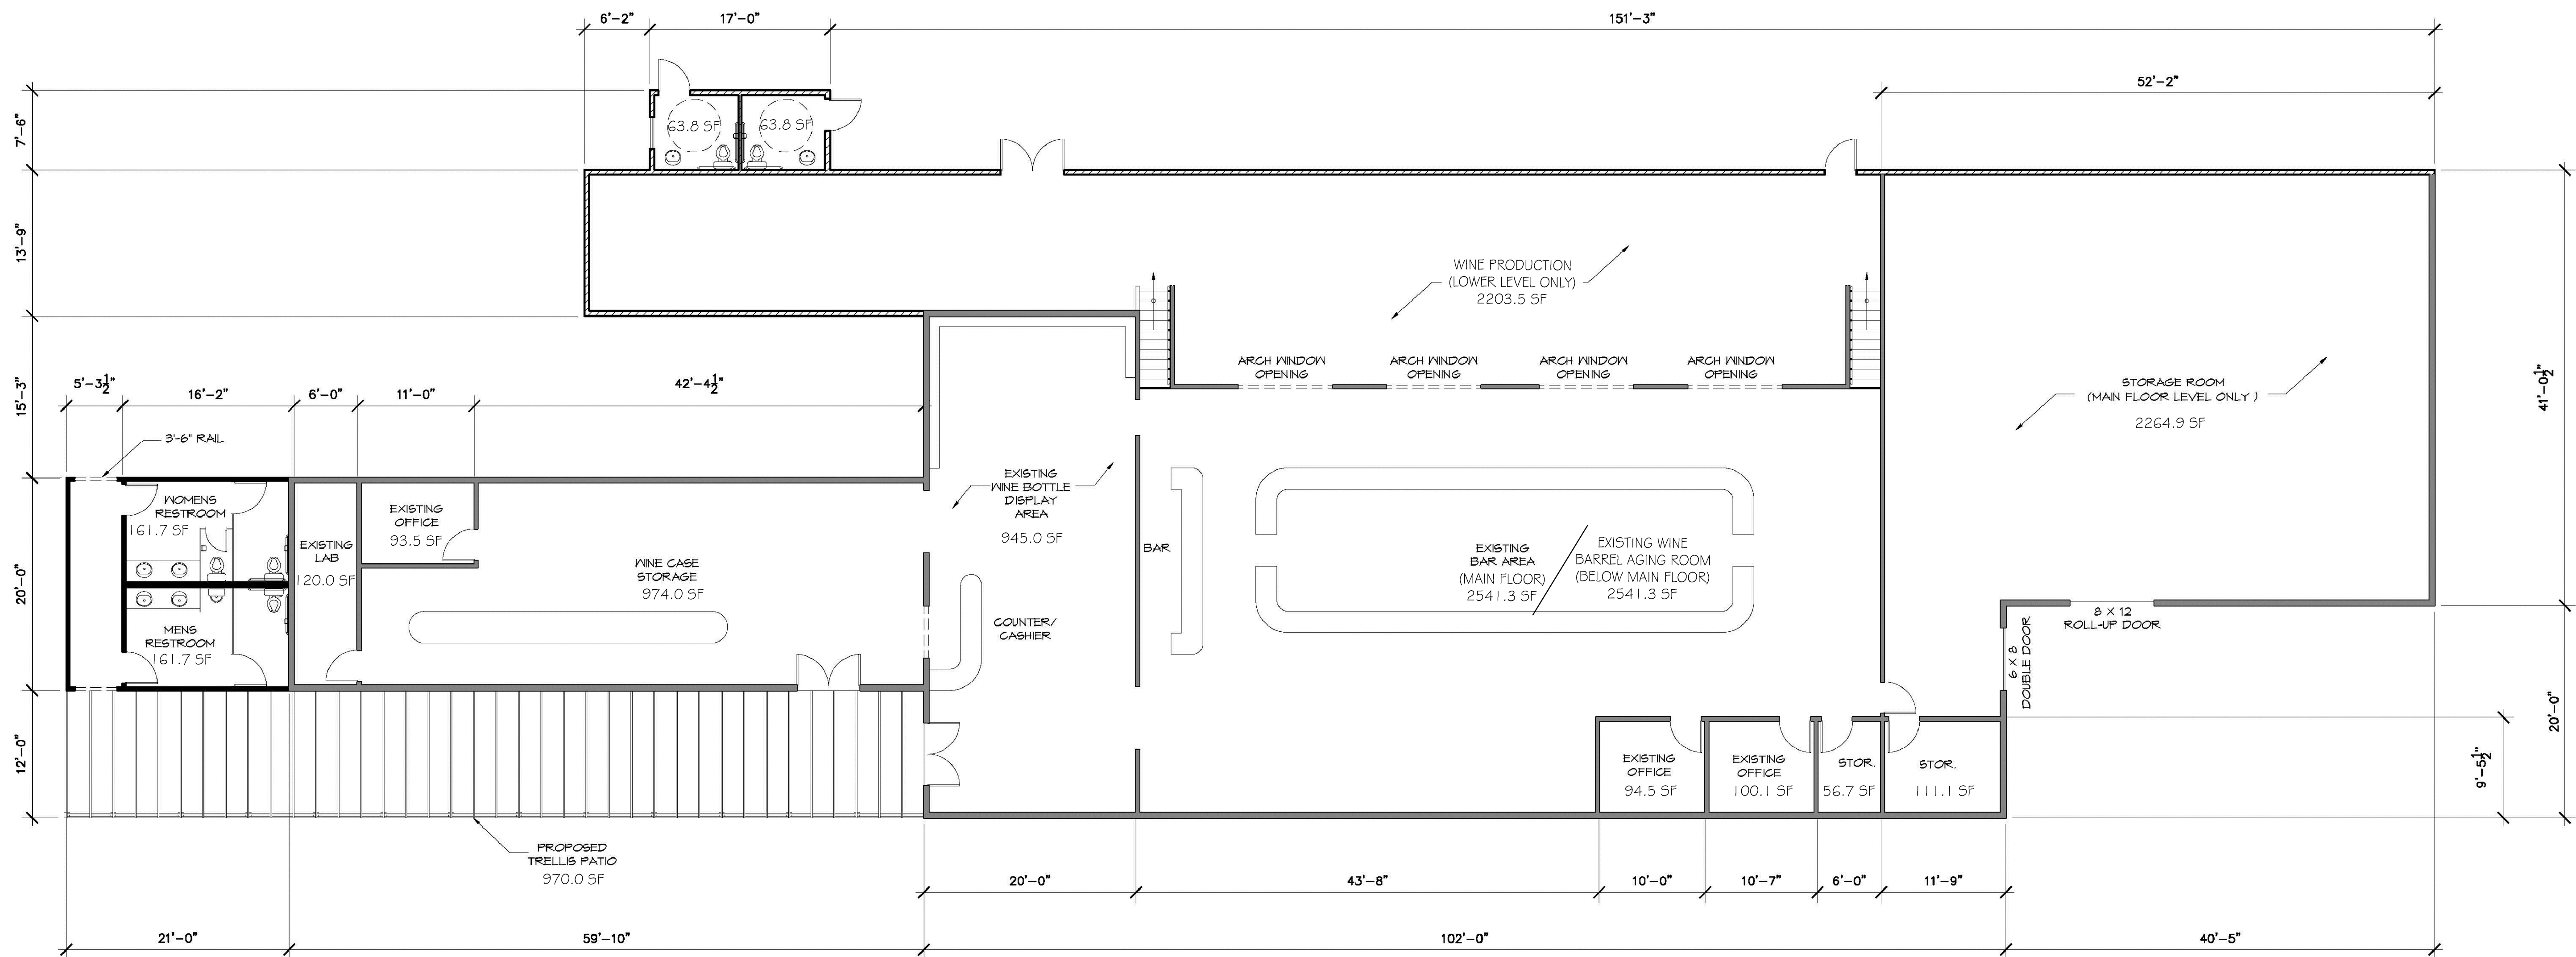 6'-2"
17'-0"
151'-3"
52'-2"
7'-6"
63.8 SF
63.8 SF
13'-9"
WINE PRODUCTION
(LOWER LEVEL ONLY)
2203.5 SF
15'-3"
5'-3 1/2"
16'-2"
6'-0"
11'-0"
42'-4 1/2"
ARCH WINDOW
OPENING
ARCH WINDOW
OPENING
ARCH WINDOW
OPENING
ARCH WINDOW
OPENING
STORAGE ROOM
(MAIN FLOOR LEVEL ONLY )
2264.9 SF
41'-0 1/2"
3'-6" RAIL
WOMENS
RESTROOM
161.7 SF
EXISTING
OFFICE
93.5 SF
EXISTING
LAB
120.0 SF
WINE CASE
STORAGE
974.0 SF
EXISTING
WINE BOTTLE
DISPLAY
AREA
945.0 SF
BAR
EXISTING
BAR AREA
(MAIN FLOOR)
2541.3 SF
EXISTING WINE
BARREL AGING ROOM
(BELOW MAIN FLOOR)
2541.3 SF
20'-0"
MENS
RESTROOM
161.7 SF
COUNTER/
CASHIER
8 X 12
ROLL-UP DOOR
6 X 8
DOUBLE DOOR
20'-0"
12'-0"
EXISTING
OFFICE
94.5 SF
EXISTING
OFFICE
100.1 SF
STOR.
56.7 SF
STOR.
111.1 SF
9'-5 1/2"
PROPOSED
TRELLIS PATIO
970.0 SF
20'-0"
43'-8"
10'-0"
10'-7"
6'-0"
11'-9"
21'-0"
59'-10"
102'-0"
40'-5"